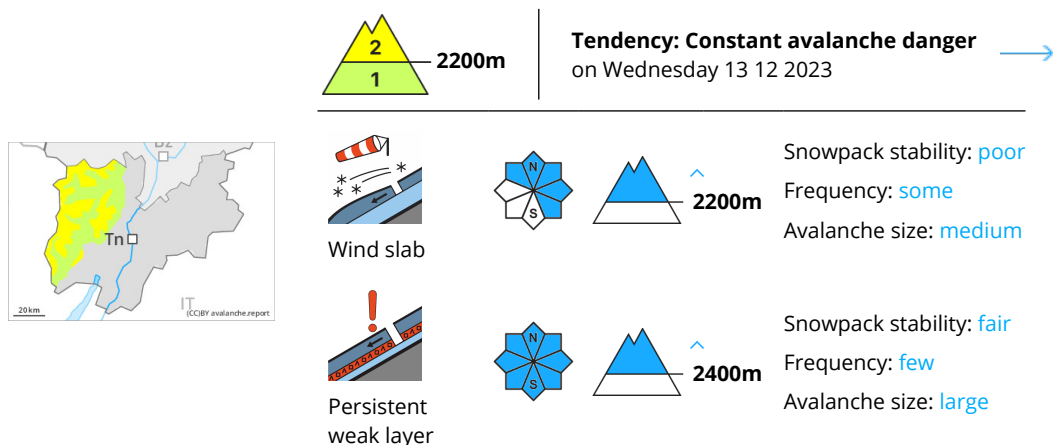 2
1
2200m
Tendency: Constant avalanche danger
on Wednesday 13 12 2023
Bz
Tn
IT
20 km
(CC)BY avalanche.report
Wind slab
N
S
2200m
Snowpack stability: poor
Frequency: some
Avalanche size: medium
Persistent
weak layer
N
S
2400m
Snowpack stability: fair
Frequency: few
Avalanche size: large